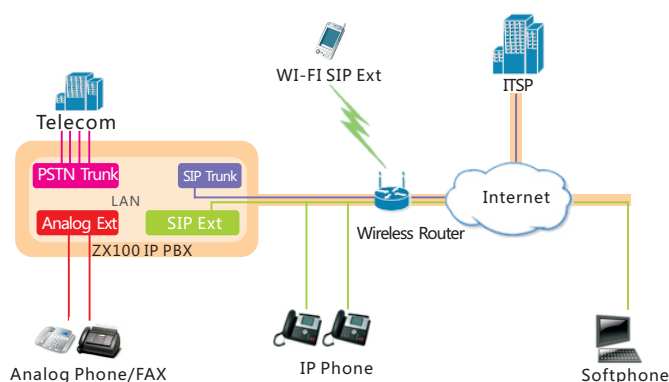 WI-FI SIP Ext
ITSP
Telecom
PSTN Trunk
SIP Trunk
LAN
Analog Ext
SIP Ext
ZX100 IP PBX
Internet
Wireless Router
Analog Phone/FAX
IP Phone
Softphone